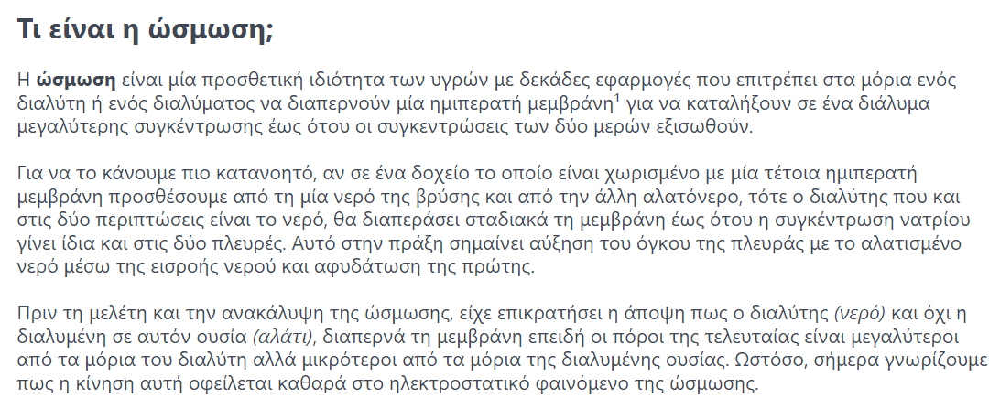 Τι είναι η ώσμωση;
Η ώσμωση είναι μία προσθετική ιδιότητα των υγρών με δεκάδες εφαρμογές που επιτρέπει στα μόρια ενός
διαλύτη ή ενός διαλύματος να διαπερνούν μία ημιπερατή μεμβράνη¹ για να καταλήξουν σε ένα διάλυμα
μεγαλύτερης συγκέντρωσης έως ότου οι συγκεντρώσεις των δύο μερών εξισωθούν.
Για να το κάνουμε πιο κατανοητό, αν σε ένα δοχείο το οποίο είναι χωρισμένο με μία τέτοια ημιπερατή
μεμβράνη προσθέσουμε από τη μία νερό της βρύσης και από την άλλη αλατόνερο, τότε ο διαλύτης που και
στις δύο περιπτώσεις είναι το νερό, θα διαπεράσει σταδιακά τη μεμβράνη έως ότου η συγκέντρωση νατρίου
γίνει ίδια και στις δύο πλευρές. Αυτό στην πράξη σημαίνει αύξηση του όγκου της πλευράς με το αλατισμένο
νερό μέσω της εισροής νερού και αφυδάτωση της πρώτης.
Πριν τη μελέτη και την ανακάλυψη της ώσμωσης, είχε επικρατήσει η άποψη πως ο διαλύτης (νερό) και όχι η
διαλυμένη σε αυτόν ουσία (αλάτι), διαπερνά τη μεμβράνη επειδή οι πόροι της τελευταίας είναι μεγαλύτεροι
από τα μόρια του διαλύτη αλλά μικρότεροι από τα μόρια της διαλυμένης ουσίας. Ωστόσο, σήμερα γνωρίζουμε
πως η κίνηση αυτή οφείλεται καθαρά στο ηλεκτροστατικό φαινόμενο της ώσμωσης.